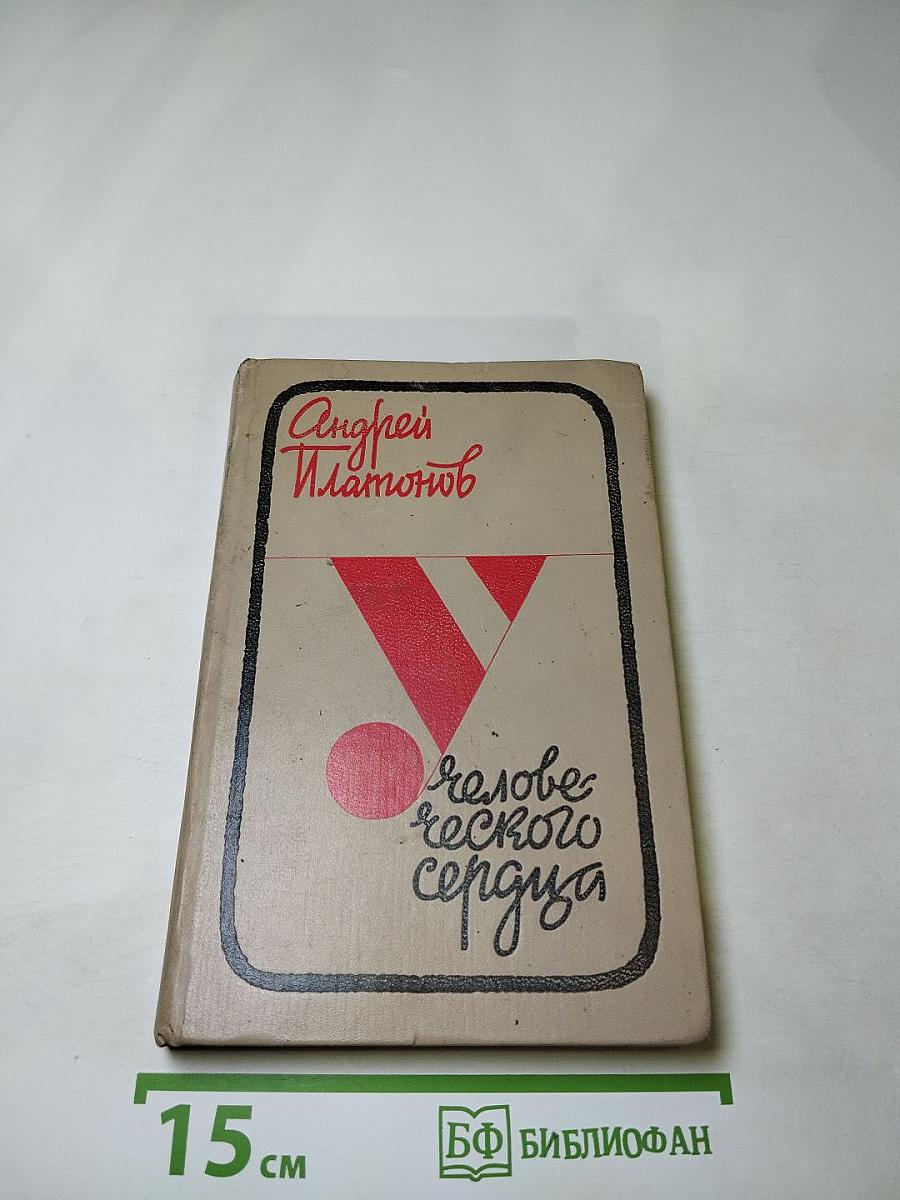 Андрей
Платонов
У
челове-
ческого
сердца
15 см
БФ БИБЛИОФАН